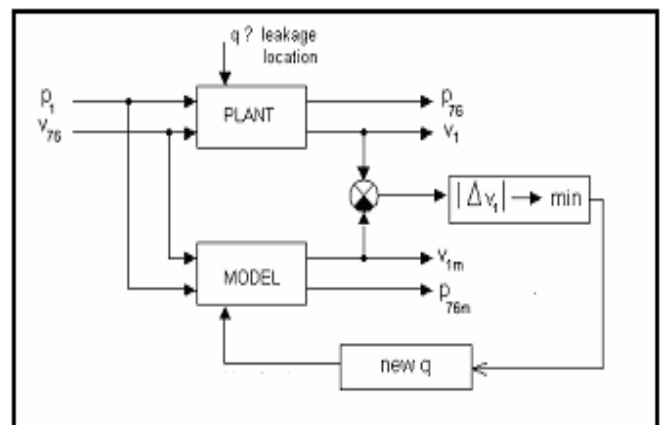 q ? leakage
location
p1
v76
PLANT
p76
v1
|Δv1| → min
MODEL
v1m
p76m
new q